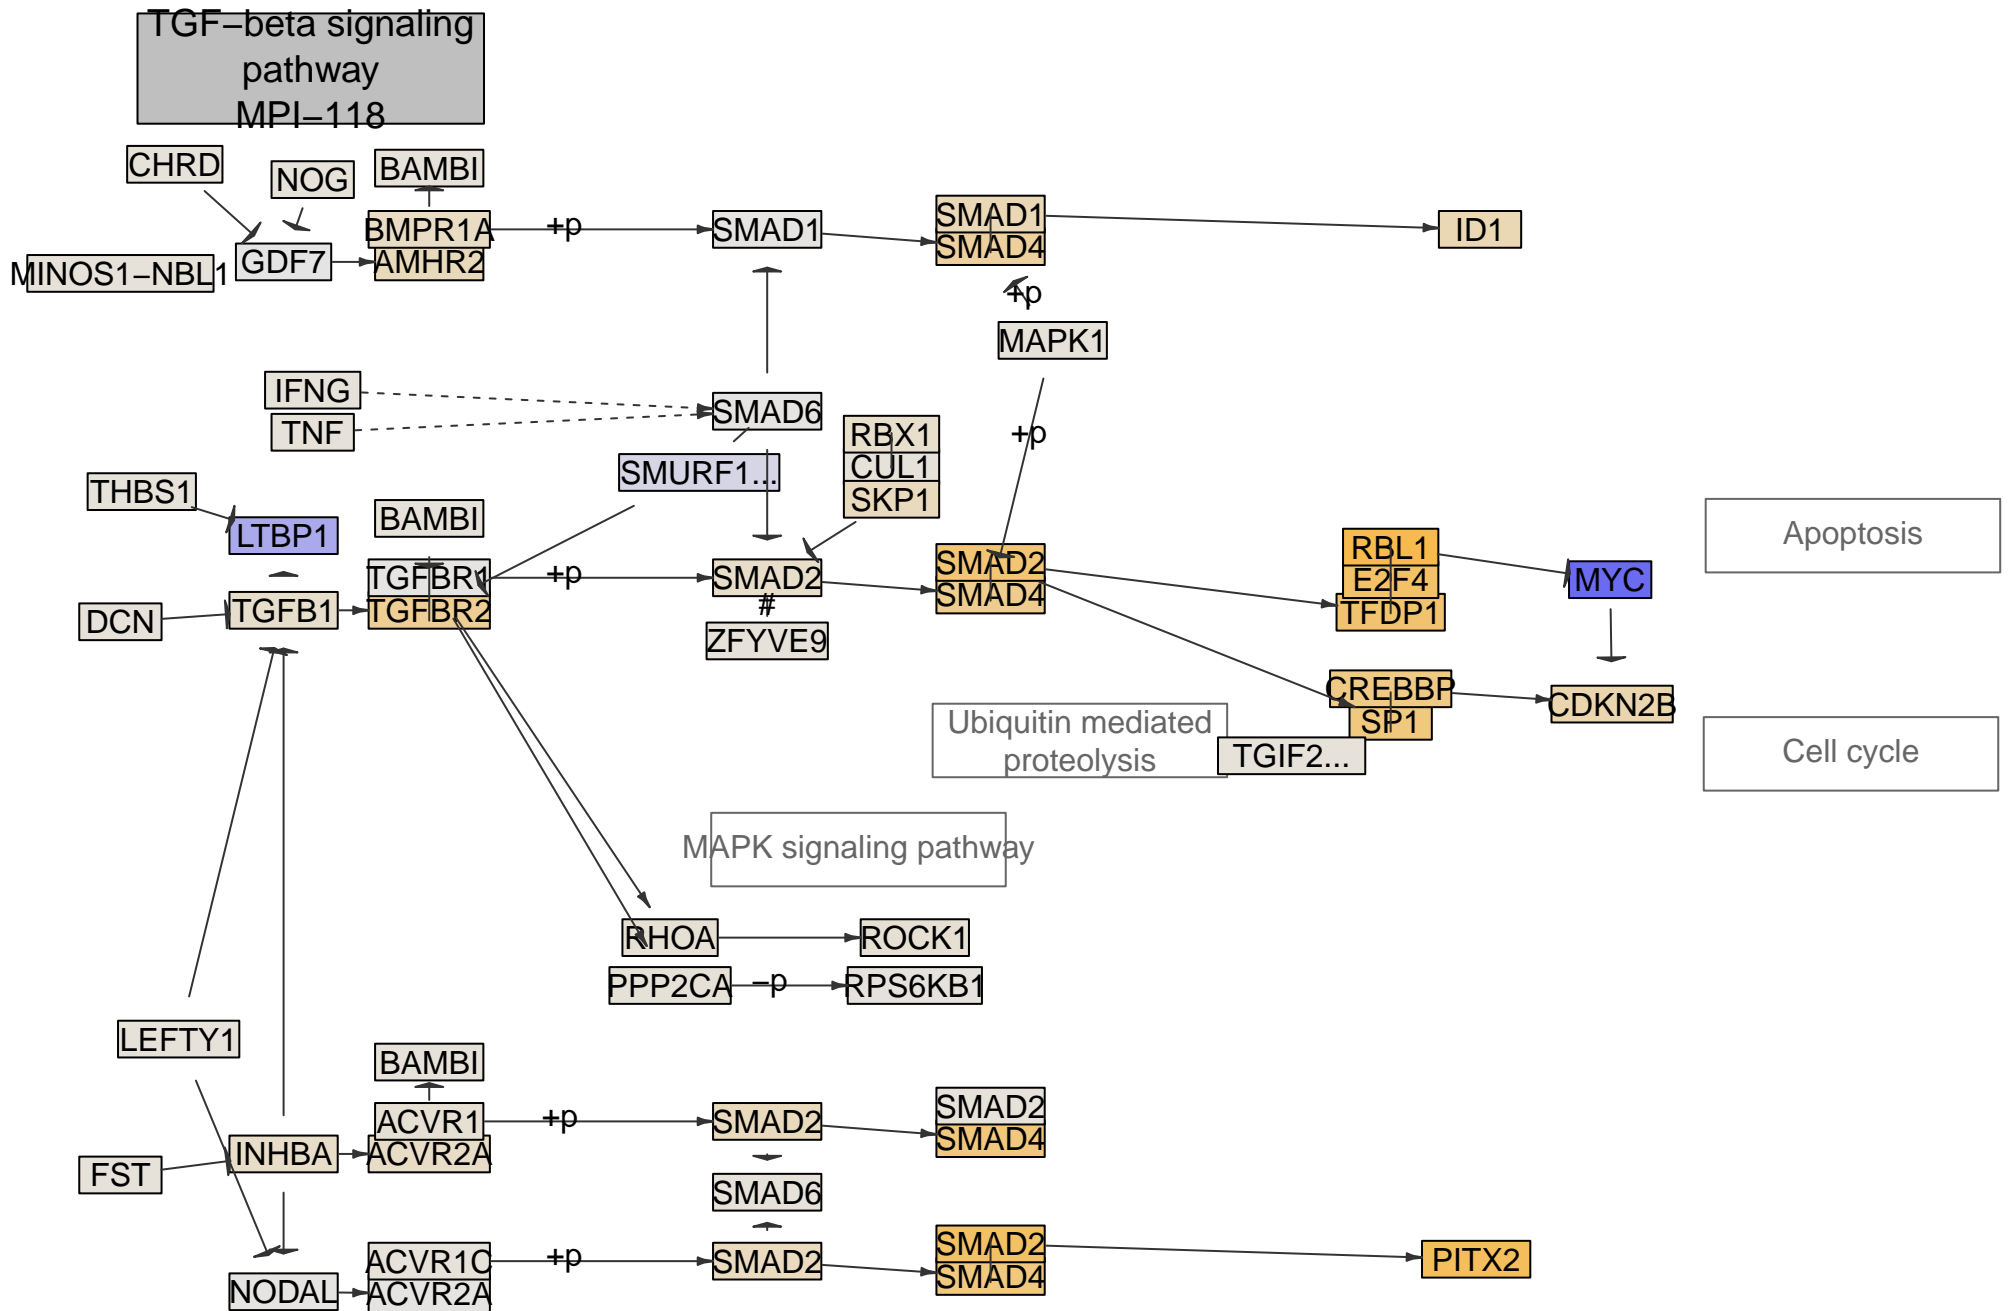 TGF−beta signaling
pathway
MPI−118
CHRD
NOG
BAMBI
BMPR1A
+p
SMAD1
SMAD1
SMAD4
ID1
MINOS1−NBL1
GDF7
AMHR2
+p
MAPK1
IFNG
TNF
SMAD6
RBX1
CUL1
SKP1
+p
SMURF1...
THBS1
LTBP1
BAMBI
Apoptosis
TGFBR1
TGFBR2
+p
SMAD2
#
ZFYVE9
SMAD2
SMAD4
RBL1
E2F4
TFDP1
MYC
DCN
TGFB1
CREBBP
SP1
CDKN2B
Ubiquitin mediated
proteolysis
TGIF2...
Cell cycle
MAPK signaling pathway
RHOA
ROCK1
PPP2CA
−p
RPS6KB1
LEFTY1
BAMBI
ACVR1
ACVR2A
+p
SMAD2
SMAD2
SMAD4
INHBA
FST
SMAD6
ACVR1C
ACVR2A
+p
SMAD2
SMAD2
SMAD4
PITX2
NODAL